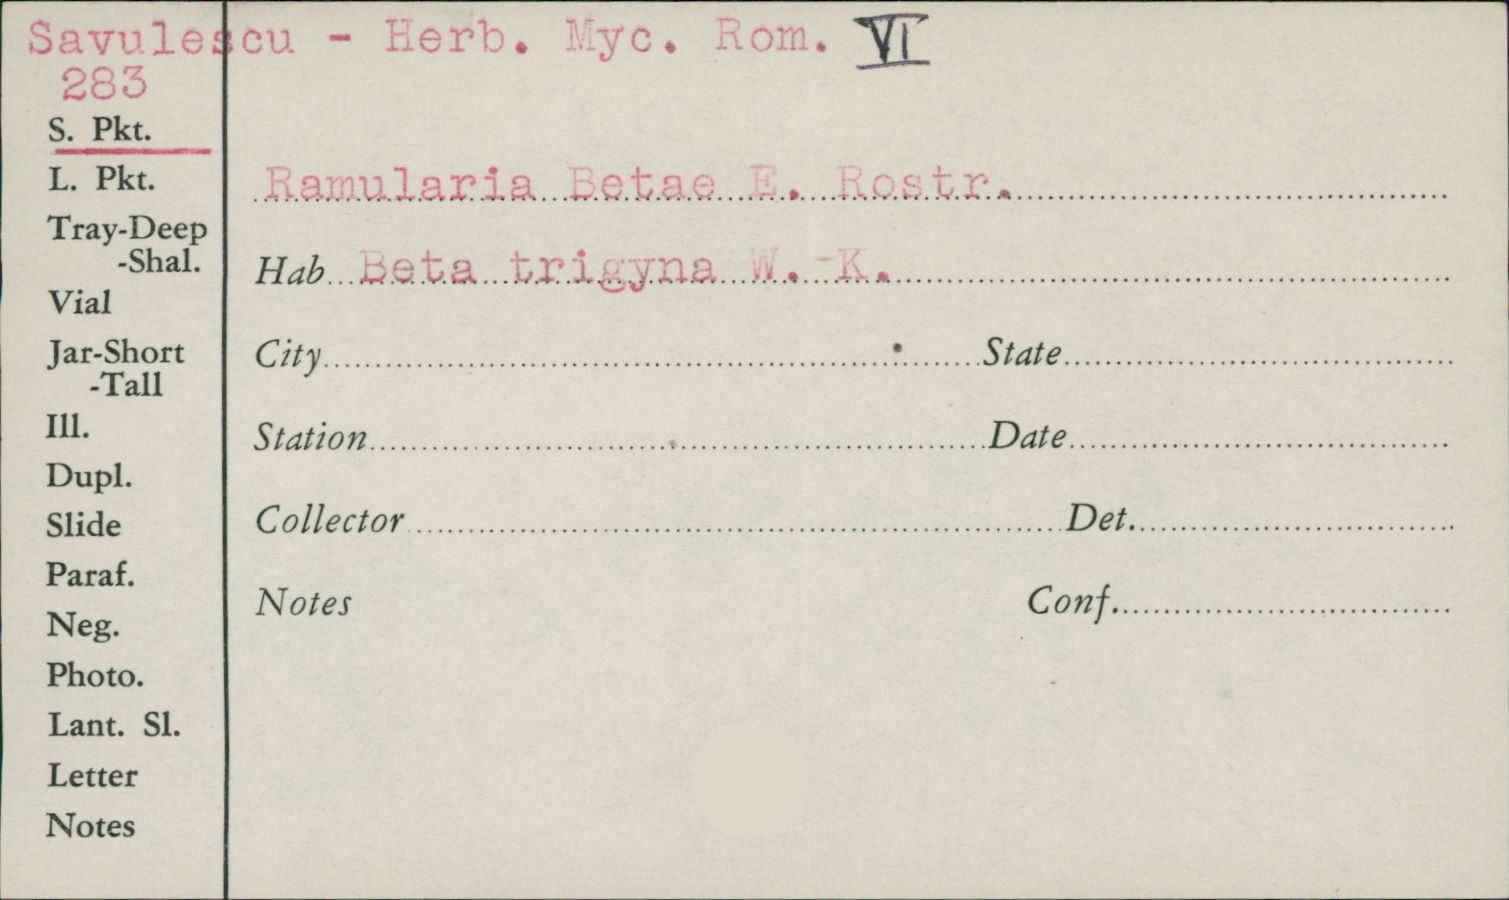 Savulescu - Herb. Myc. Rom. VI
283
S. Pkt.
L. Pkt.
Ramularia Betae E. Rostr.
Tray-Deep
-Shal.
Hab Beta trigyna W. K.
Vial
Jar-Short
-Tall
City State
Ill.
Station Date
Dupl.
Slide
Collector Det.
Paraf.
Neg.
Notes Conf.
Photo.
Lant. Sl.
Letter
Notes